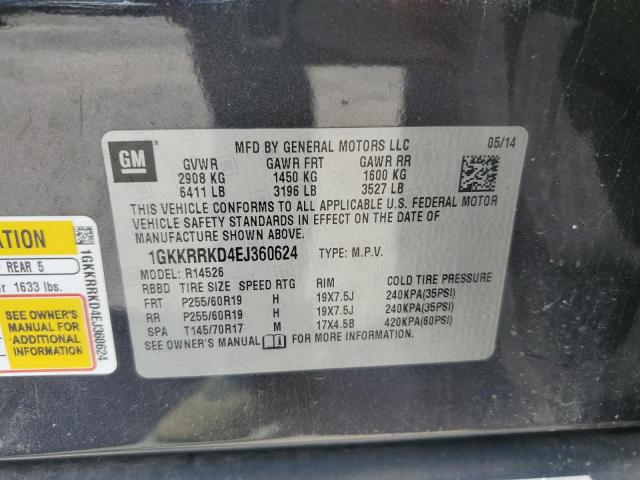 MFD BY GENERAL MOTORS LLC 05/14
GM
GVWR GAWR FRT GAWR RR
2908 KG 1450 KG 1600 KG
6411 LB 3196 LB 3527 LB
THIS VEHICLE CONFORMS TO ALL APPLICABLE U.S. FEDERAL MOTOR
VEHICLE SAFETY STANDARDS IN EFFECT ON THE DATE OF
MANUFACTURE SHOWN ABOVE.
1GKKRRKD4EJ360624 TYPE: M.P.V.
MODEL: R14526
RBBD TIRE SIZE SPEED RTG RIM COLD TIRE PRESSURE
FRT P255/60R19 H 19X7.5J 240KPA(35PSI)
RR P255/60R19 H 19X7.5J 240KPA(35PSI)
SPA T145/70R17 M 17X4.5B 420KPA(60PSI)
SEE OWNER'S MANUAL FOR MORE INFORMATION.
REAR 5
1633 lbs.
SEE OWNER'S
MANUAL FOR
ADDITIONAL
INFORMATION
1GKKRRKD4EJ360624